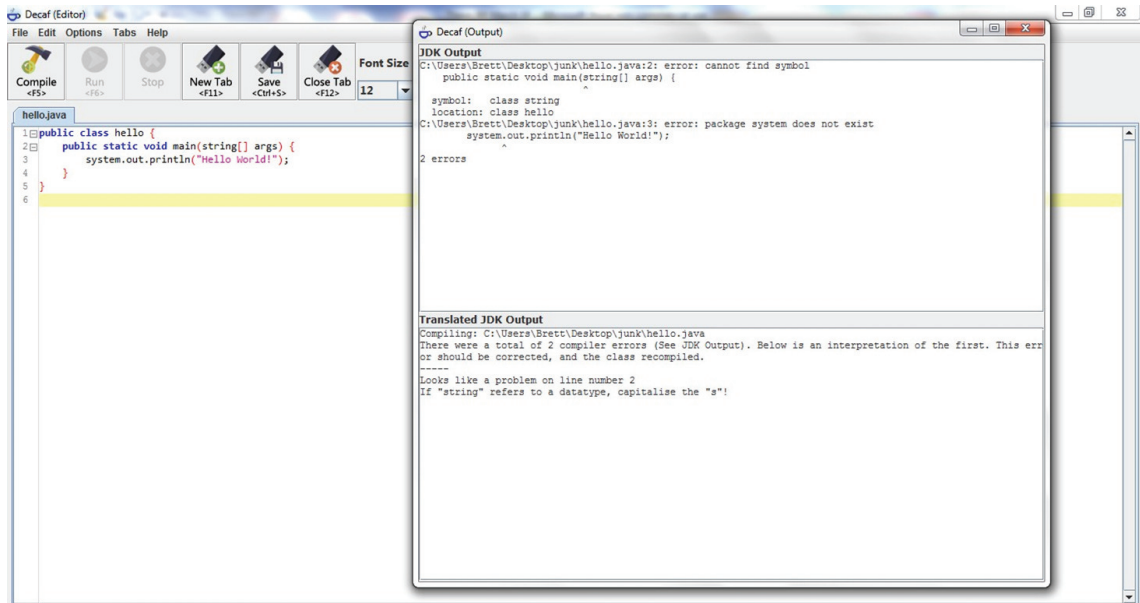 Decaf (Editor)
File Edit Options Tabs Help
Compile
<F5>
Run
<F6>
Stop
New Tab
<F11>
Save
<Ctrl+S>
Close Tab
<F12>
Font Size
12
hello.java
1 public class hello {
2     public static void main(string[] args) {
3         system.out.println("Hello World!");
4     }
5 }
6
Decaf (Output)
JDK Output
C:\Users\Brett\Desktop\junk\hello.java:2: error: cannot find symbol
    public static void main(string[] args) {
                            ^
  symbol:   class string
  location: class hello
C:\Users\Brett\Desktop\junk\hello.java:3: error: package system does not exist
        system.out.println("Hello World!");
              ^
2 errors
Translated JDK Output
Compiling: C:\Users\Brett\Desktop\junk\hello.java
There were a total of 2 compiler errors (See JDK Output). Below is an interpretation of the first. This err
or should be corrected, and the class recompiled.
-----
Looks like a problem on line number 2
If "string" refers to a datatype, capitalise the "s"!